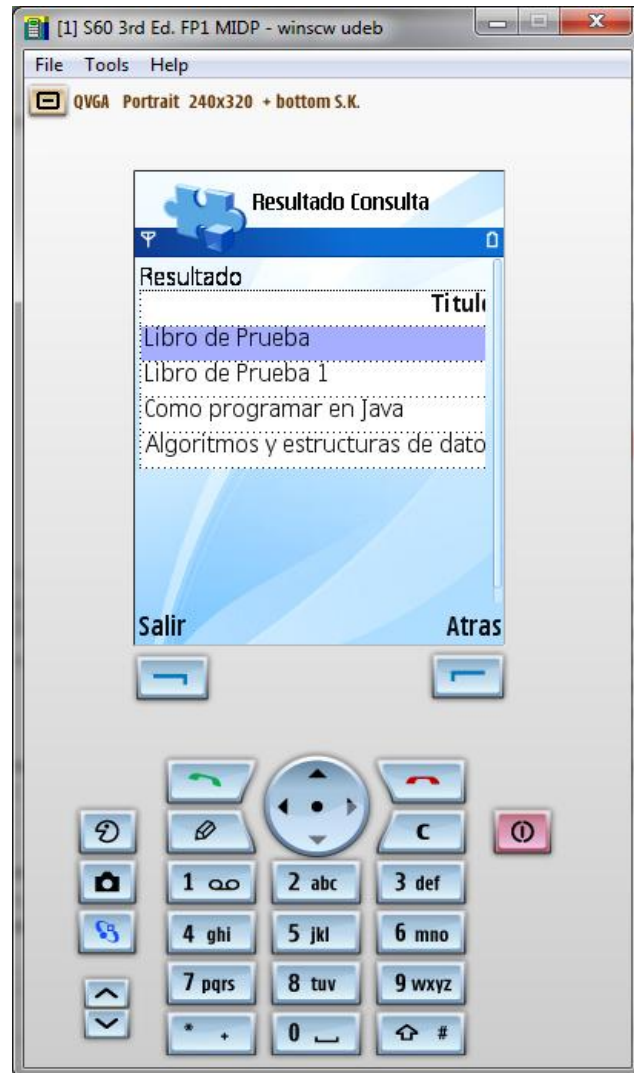 [1] S60 3rd Ed. FP1 MIDP - winscw udeb
File Tools Help
QVGA Portrait 240x320 + bottom S.K.
Resultado Consulta
Resultado
Titulo
Libro de Prueba
Libro de Prueba 1
Como programar en Java
Algoritmos y estructuras de dato
Salir Atras
C
1 2 abc 3 def
4 ghi 5 jkl 6 mno
7 pqrs 8 tuv 9 wxyz
* + 0 #